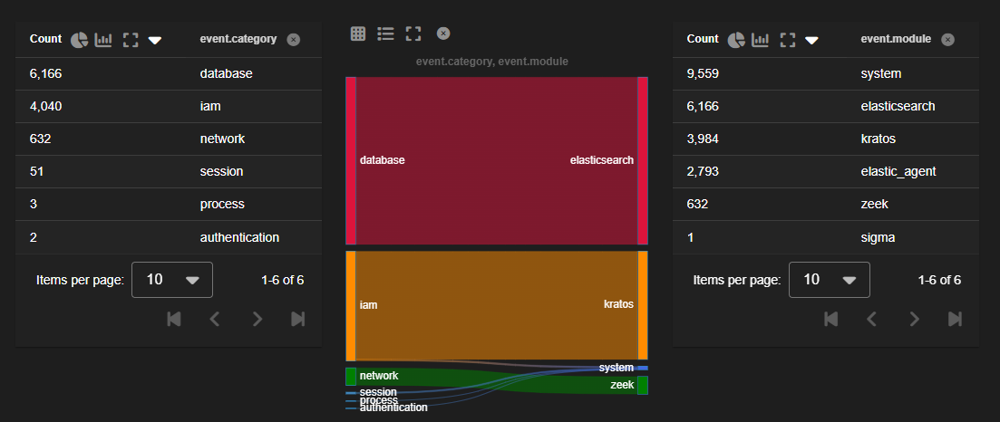 Count event.category
6,166 database
4,040 iam
632 network
51 session
3 process
2 authentication
Items per page: 10 1-6 of 6
event.category, event.module
database elasticsearch
iam kratos
system
network
zeek
session
process
authentication
Count event.module
9,559 system
6,166 elasticsearch
3,984 kratos
2,793 elastic_agent
632 zeek
1 sigma
Items per page: 10 1-6 of 6